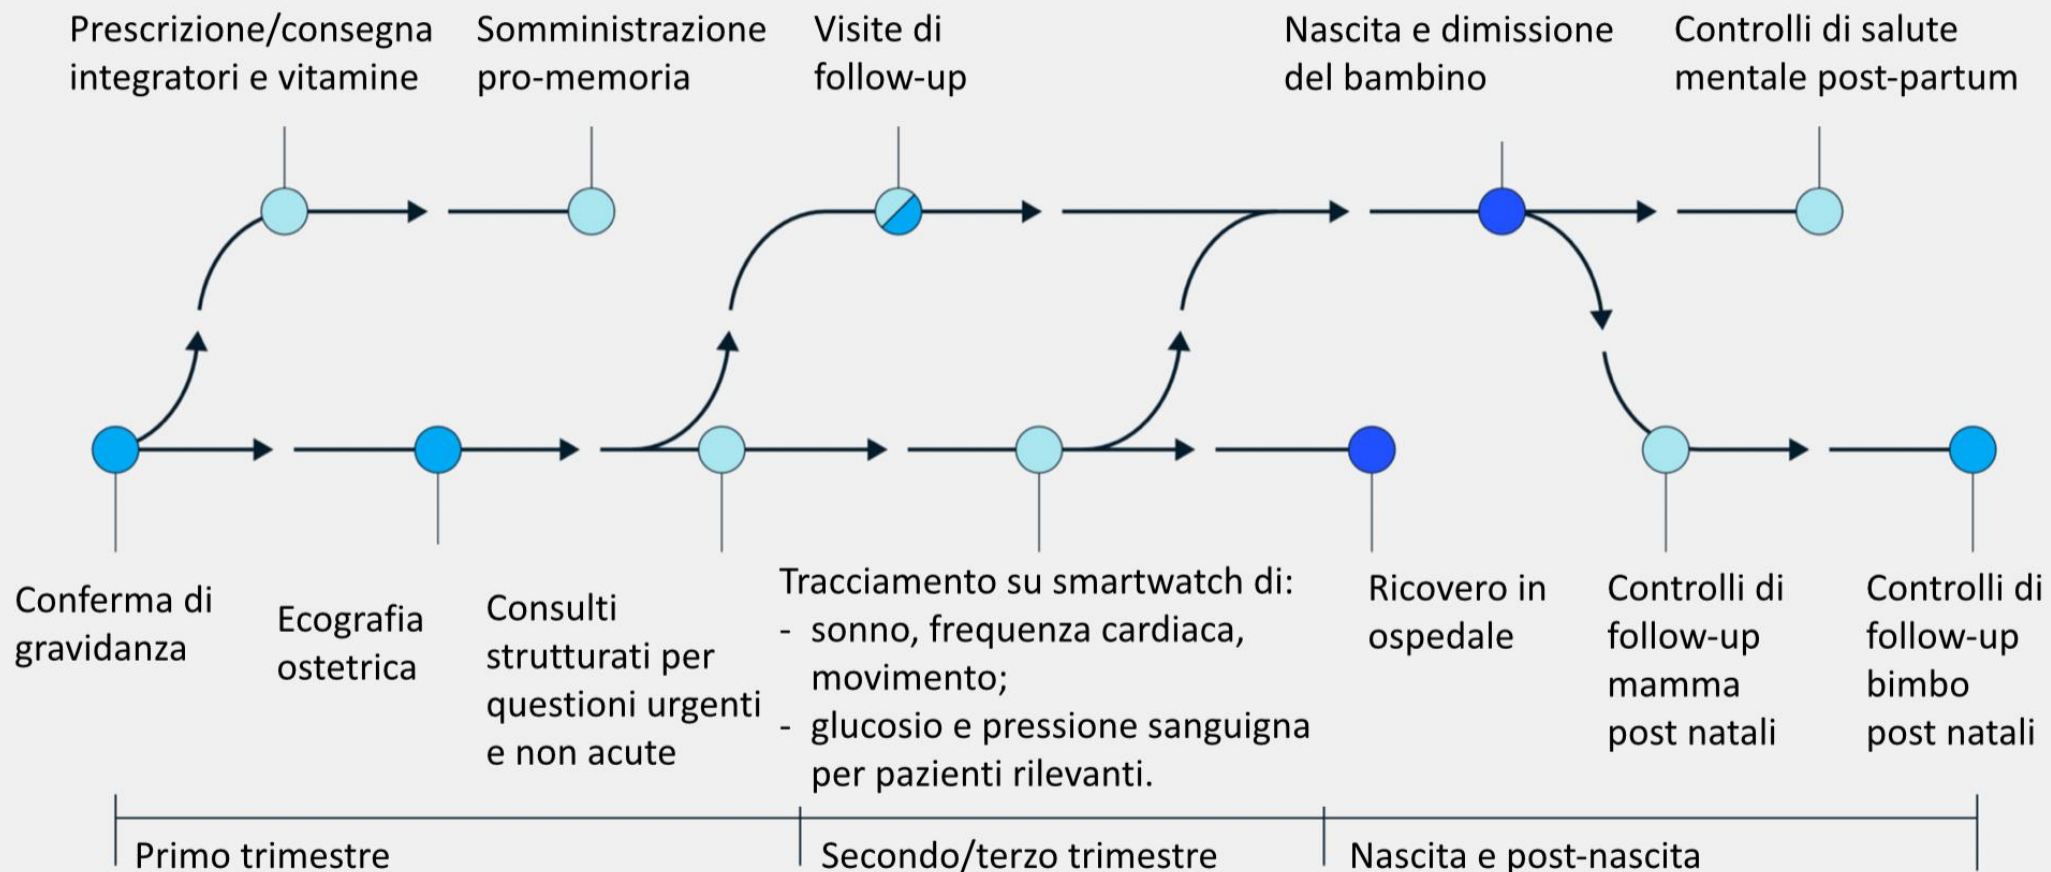 Prescrizione/consegna
integratori e vitamine
Somministrazione
pro-memoria
Visite di
follow-up
Nascita e dimissione
del bambino
Controlli di salute
mentale post-partum
Conferma di
gravidanza
Ecografia
ostetrica
Consulti
strutturati per
questioni urgenti
e non acute
Tracciamento su smartwatch di:
- sonno, frequenza cardiaca,
movimento;
- glucosio e pressione sanguigna
per pazienti rilevanti.
Ricovero in
ospedale
Controlli di
follow-up
mamma
post natali
Controlli di
follow-up
bimbo
post natali
Primo trimestre
Secondo/terzo trimestre
Nascita e post-nascita